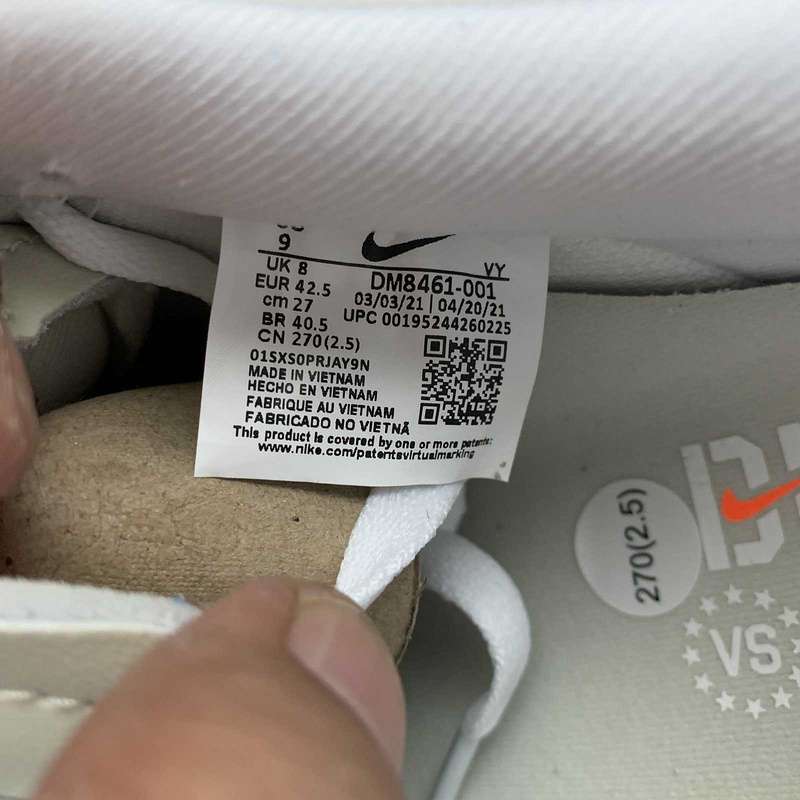 9
UK 8
EUR 42.5
cm 27
BR 40.5
CN 270(2.5)
VY
DM8461-001
03/03/21 | 04/20/21
UPC 00195244260225
01SXS0PRJAY9N
MADE IN VIETNAM
HECHO EN VIETNAM
FABRIQUE AU VIETNAM
FABRICADO NO VIETNÃ
This product is covered by one or more patents:
www.nike.com/patentsvirtualmarking
270(2.5)
VS